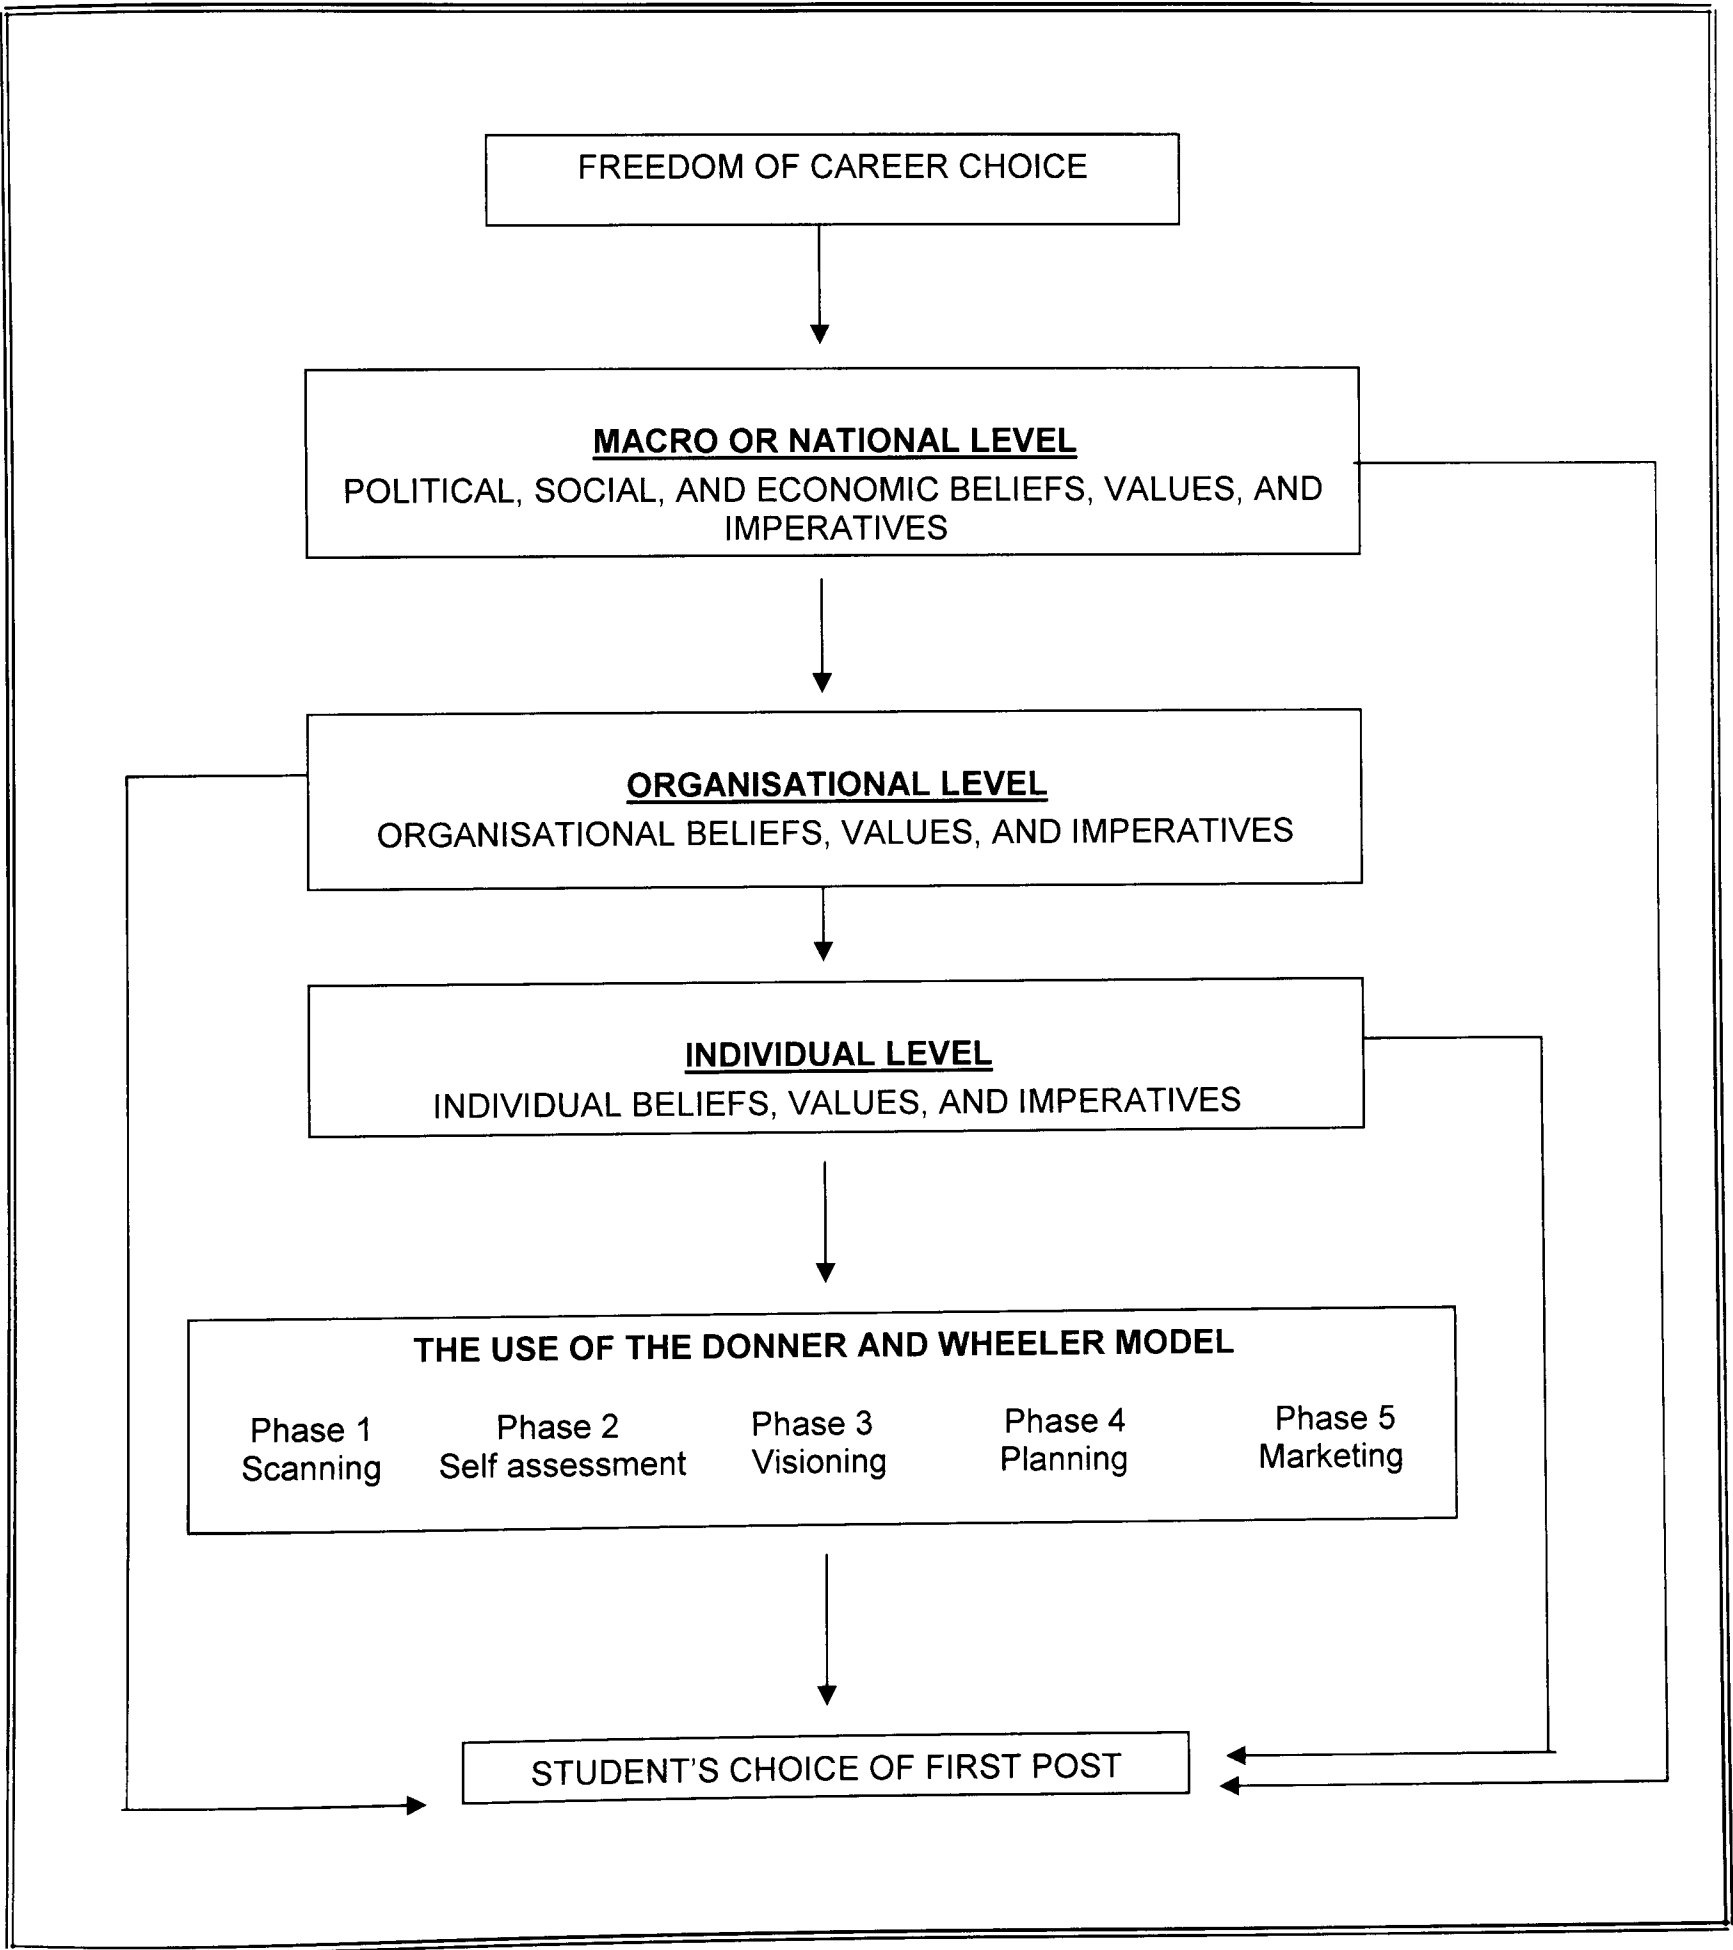 FREEDOM OF CAREER CHOICE
MACRO OR NATIONAL LEVEL
POLITICAL, SOCIAL, AND ECONOMIC BELIEFS, VALUES, AND
IMPERATIVES
ORGANISATIONAL LEVEL
ORGANISATIONAL BELIEFS, VALUES, AND IMPERATIVES
INDIVIDUAL LEVEL
INDIVIDUAL BELIEFS, VALUES, AND IMPERATIVES
THE USE OF THE DONNER AND WHEELER MODEL
Phase 1 Phase 2 Phase 3 Phase 4 Phase 5
Scanning Self assessment Visioning Planning Marketing
STUDENT'S CHOICE OF FIRST POST